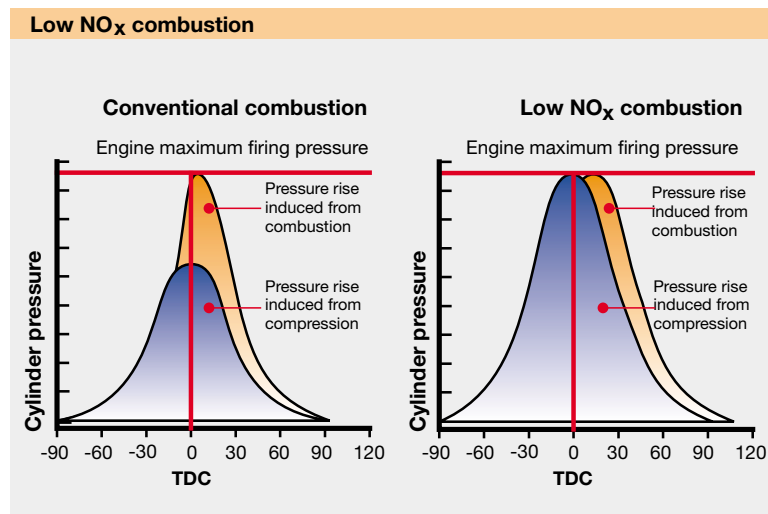 Low NOx combustion
Conventional combustion
Engine maximum firing pressure
Pressure rise
induced from
combustion
Pressure rise
induced from
compression
Cylinder pressure
-90 -60 -30 0 30 60 90 120
TDC
Low NOx combustion
Engine maximum firing pressure
Pressure rise
induced from
combustion
Pressure rise
induced from
compression
Cylinder pressure
-90 -60 -30 0 30 60 90 120
TDC